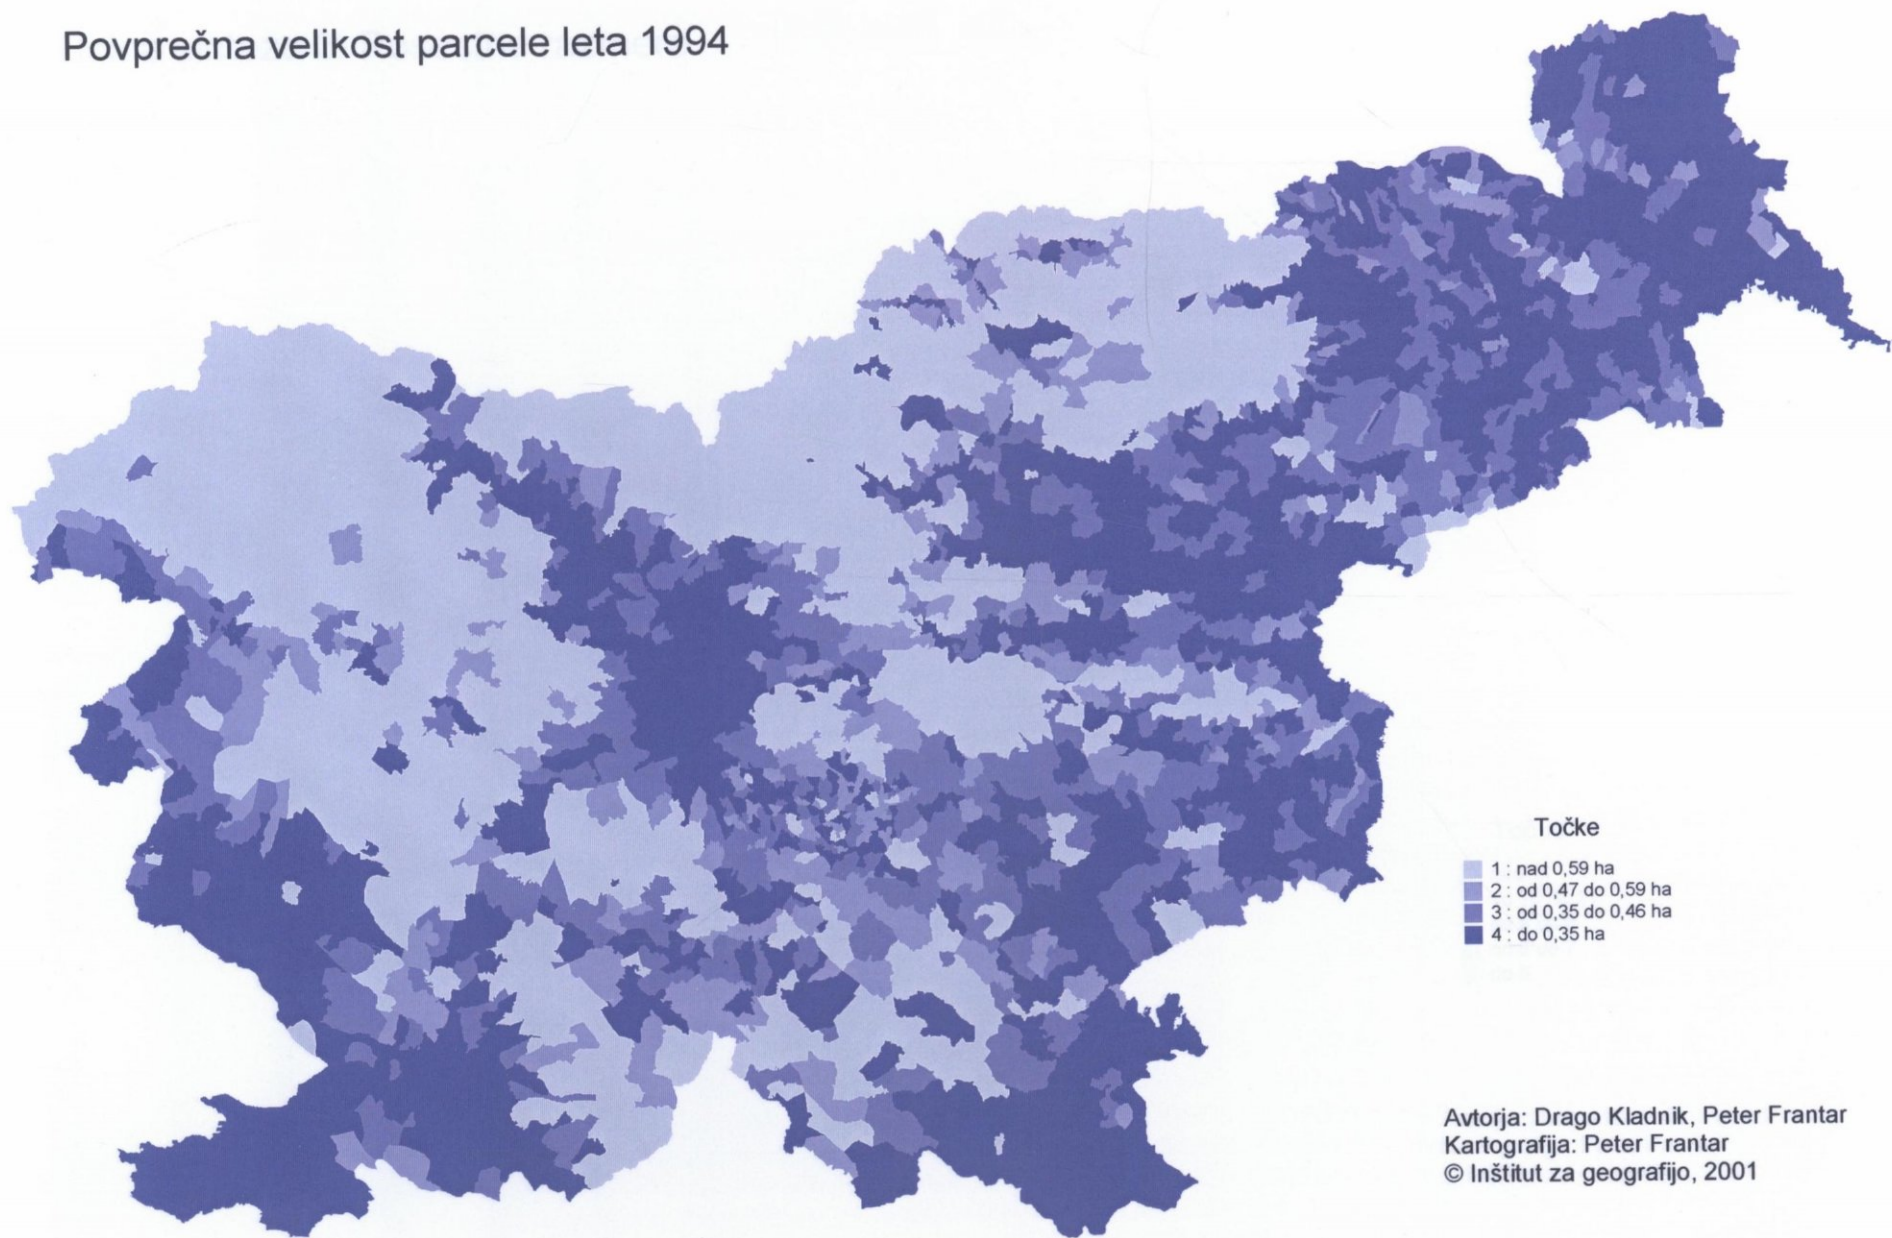 Povprečna velikost parcele leta 1994
Točke
1 : nad 0,59 ha
2 : od 0,47 do 0,59 ha
3 : od 0,35 do 0,46 ha
4 : do 0,35 ha
Avtorja: Drago Kladnik, Peter Frantar
Kartografija: Peter Frantar
© Inštitut za geografijo, 2001